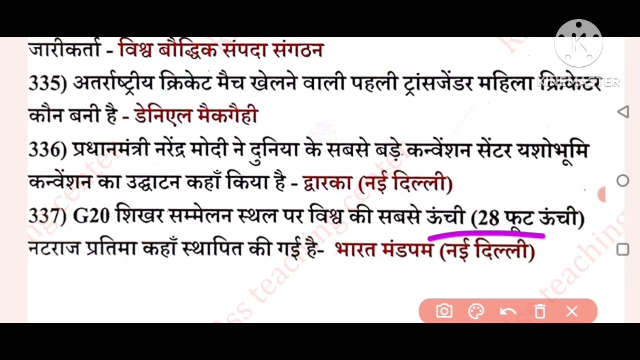 जारीकर्ता - विश्व बौद्धिक संपदा संगठन
335) अतर्राष्ट्रीय क्रिकेट मैच खेलने वाली पहली ट्रांसजेंडर महिला क्रिकेटर
कौन बनी है - डेनिएल मैकगैही
336) प्रधानमंत्री नरेंद्र मोदी ने दुनिया के सबसे बड़े कन्वेंशन सेंटर यशोभूमि
कन्वेंशन का उद्घाटन कहाँ किया है – द्वारका (नई दिल्ली)
337) G20 शिखर सम्मेलन स्थल पर विश्व की सबसे ऊंची (28 फूट ऊंची)
नटराज प्रतिमा कहाँ स्थापित की गई है- भारत मंडपम (नई दिल्ली)
KINEMASTER